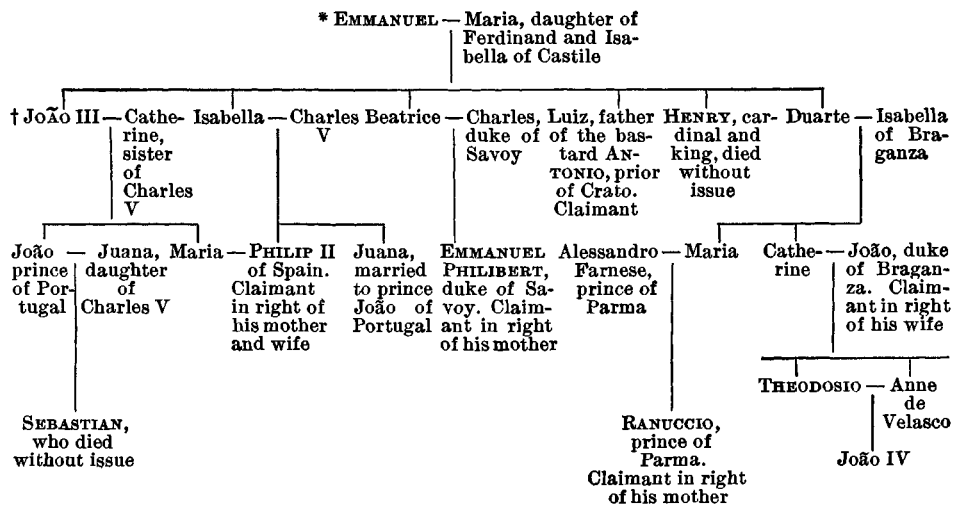 * EMMANUEL — Maria, daughter of
Ferdinand and Isa-
bella of Castile
† JOÃO III — Cathe-
rine,
sister
of
Charles
V
Isabella — Charles
V
Beatrice — Charles,
duke of
Savoy
Luiz, father
of the bas-
tard AN-
TONIO, prior
of Crato.
Claimant
HENRY, car-
dinal and
king, died
without
issue
Duarte — Isabella
of Bra-
ganza
João
prince
of Por-
tugal
— Juana,
daughter
of
Charles V
Maria — PHILIP II
of Spain.
Claimant
in right of
his mother
and wife
Juana,
married
to prince
João of
Portugal
EMMANUEL
PHILIBERT,
duke of Sa-
voy. Claim-
ant in right
of his mother
Alessandro — Maria
Farnese,
prince of
Parma
Cathe-
rine
— João, duke
of Bragan-
za. Claim-
ant in right
of his wife
SEBASTIAN,
who died
without issue
RANUCCIO,
prince of
Parma.
Claimant in right
of his mother
THEODOSIO — Anne
de
Velasco
João IV